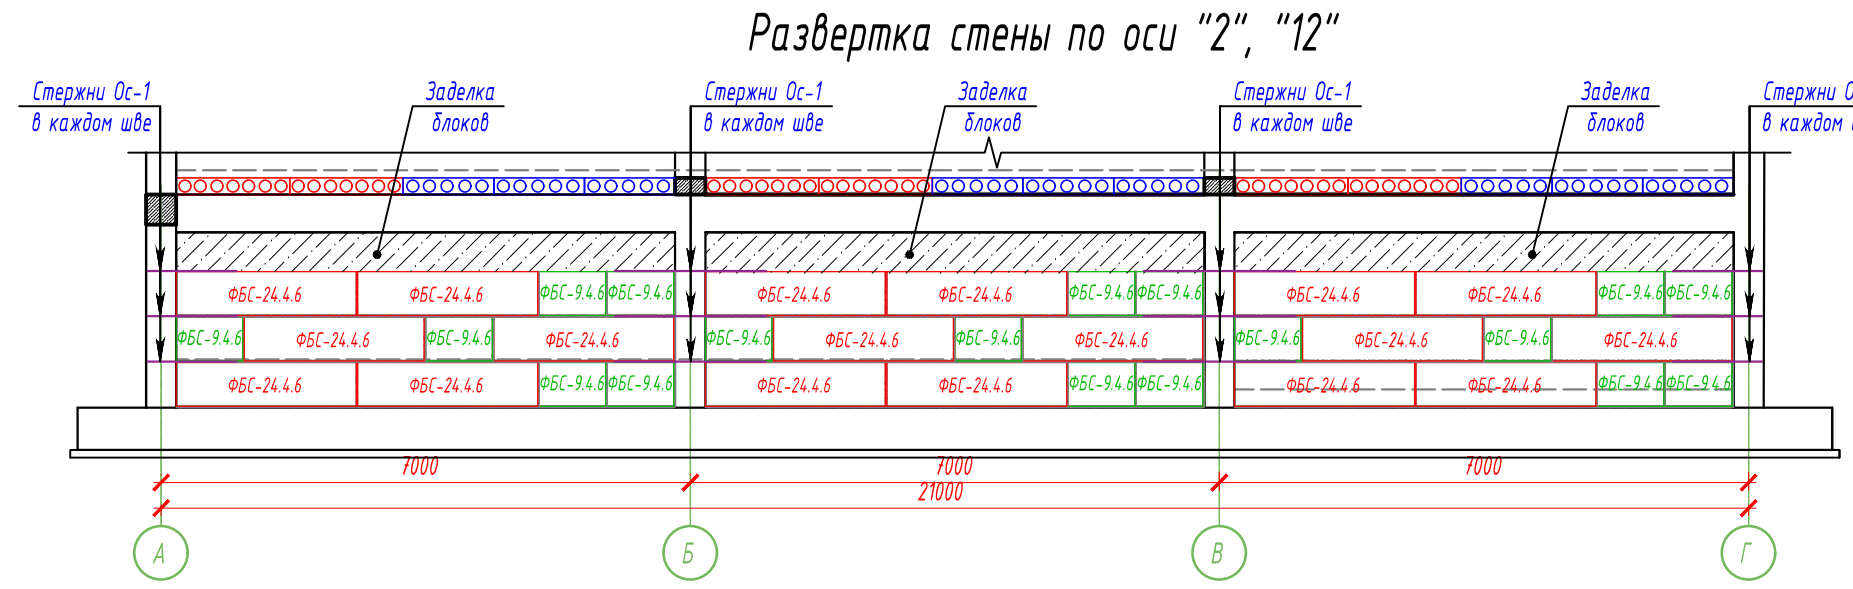 Развертка стены по оси "2", "12"
Стержни Ос-1
в каждом шве
Заделка
блоков
Стержни Ос-1
в каждом шве
Заделка
блоков
Стержни Ос-1
в каждом шве
Заделка
блоков
Стержни О
в каждом
ФБС-24.4.6 ФБС-24.4.6 ФБС-9.4.6 ФБС-9.4.6 ФБС-24.4.6 ФБС-24.4.6 ФБС-9.4.6 ФБС-9.4.6 ФБС-24.4.6 ФБС-24.4.6 ФБС-9.4.6 ФБС-9.4.6
ФБС-9.4.6 ФБС-24.4.6 ФБС-9.4.6 ФБС-24.4.6 ФБС-9.4.6 ФБС-24.4.6 ФБС-9.4.6 ФБС-24.4.6 ФБС-9.4.6 ФБС-24.4.6 ФБС-9.4.6 ФБС-24.4.6
ФБС-24.4.6 ФБС-24.4.6 ФБС-9.4.6 ФБС-9.4.6 ФБС-24.4.6 ФБС-24.4.6 ФБС-9.4.6 ФБС-9.4.6 ФБС-24.4.6 ФБС-24.4.6 ФБС-9.4.6 ФБС-9.4.6
7000 7000 7000
21000
А Б В Г